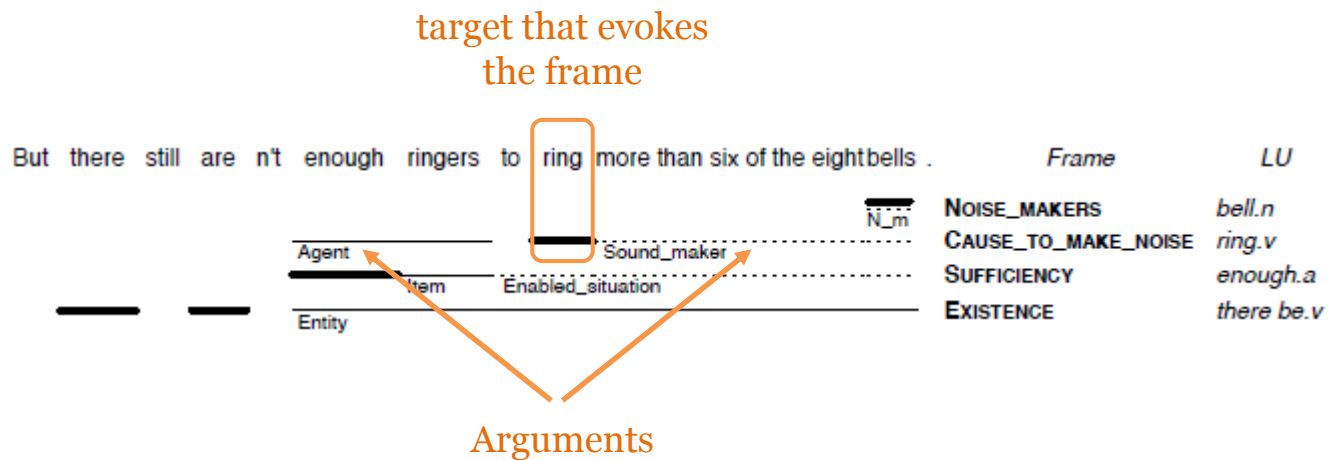 target that evokes
the frame
But there still are n't enough ringers to ring more than six of the eight bells . Frame LU
N_m NOISE_MAKERS bell.n
Agent Sound_maker CAUSE_TO_MAKE_NOISE ring.v
Item Enabled_situation SUFFICIENCY enough.a
Entity EXISTENCE there be.v
Arguments